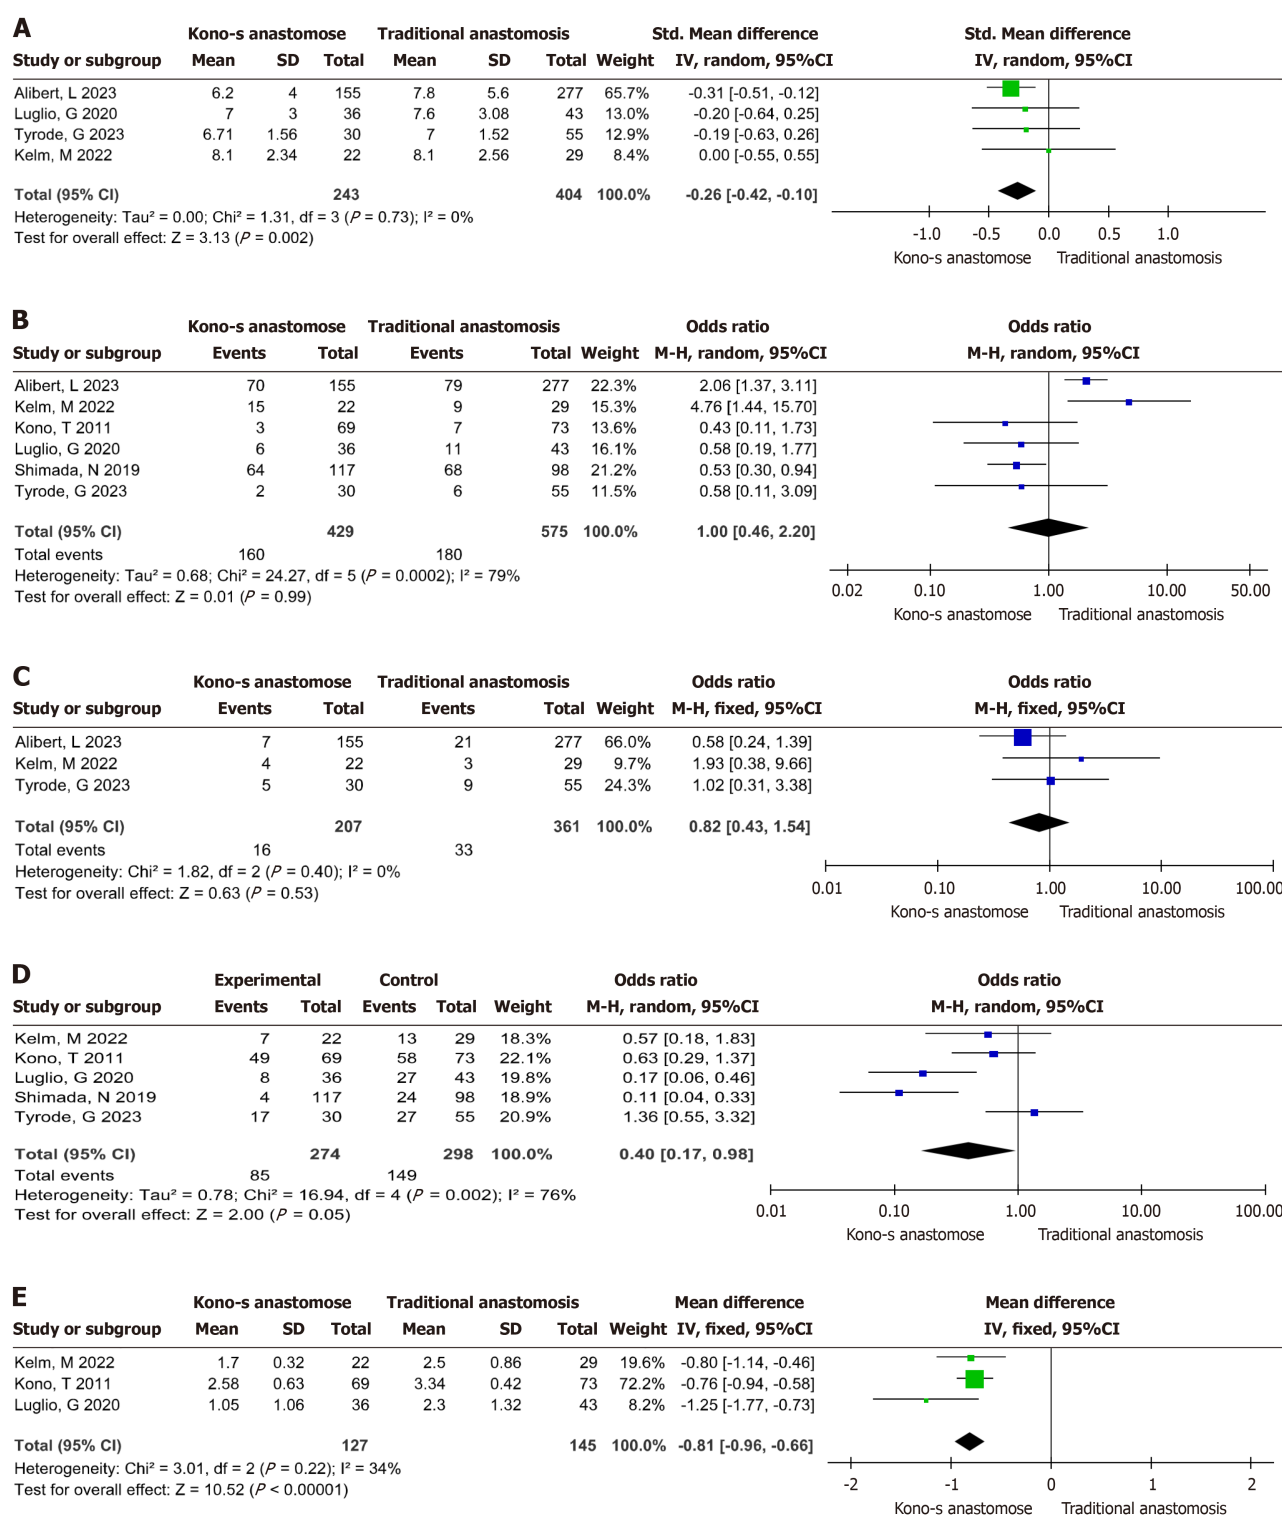 A
Kono-s anastomose Traditional anastomosis Std. Mean difference Std. Mean difference
Study or subgroup Mean SD Total Mean SD Total Weight IV, random, 95%CI IV, random, 95%CI
Alibert, L 2023 6.2 4 155 7.8 5.6 277 65.7% -0.31 [-0.51, -0.12]
Luglio, G 2020 7 3 36 7.6 3.08 43 13.0% -0.20 [-0.64, 0.25]
Tyrode, G 2023 6.71 1.56 30 7 1.52 55 12.9% -0.19 [-0.63, 0.26]
Kelm, M 2022 8.1 2.34 22 8.1 2.56 29 8.4% 0.00 [-0.55, 0.55]
Total (95% CI) 243 404 100.0% -0.26 [-0.42, -0.10]
Heterogeneity: Tau² = 0.00; Chi² = 1.31, df = 3 (P = 0.73); I² = 0%
Test for overall effect: Z = 3.13 (P = 0.002)
-1.0 -0.5 0.0 0.5 1.0
Kono-s anastomose Traditional anastomosis
B
Kono-s anastomose Traditional anastomosis Odds ratio Odds ratio
Study or subgroup Events Total Events Total Weight M-H, random, 95%CI M-H, random, 95%CI
Alibert, L 2023 70 155 79 277 22.3% 2.06 [1.37, 3.11]
Kelm, M 2022 15 22 9 29 15.3% 4.76 [1.44, 15.70]
Kono, T 2011 3 69 7 73 13.6% 0.43 [0.11, 1.73]
Luglio, G 2020 6 36 11 43 16.1% 0.58 [0.19, 1.77]
Shimada, N 2019 64 117 68 98 21.2% 0.53 [0.30, 0.94]
Tyrode, G 2023 2 30 6 55 11.5% 0.58 [0.11, 3.09]
Total (95% CI) 429 575 100.0% 1.00 [0.46, 2.20]
Total events 160 180
Heterogeneity: Tau² = 0.68; Chi² = 24.27, df = 5 (P = 0.0002); I² = 79%
Test for overall effect: Z = 0.01 (P = 0.99)
0.02 0.10 1.00 10.00 50.00
Kono-s anastomose Traditional anastomosis
C
Kono-s anastomose Traditional anastomosis Odds ratio Odds ratio
Study or subgroup Events Total Events Total Weight M-H, fixed, 95%CI M-H, fixed, 95%CI
Alibert, L 2023 7 155 21 277 66.0% 0.58 [0.24, 1.39]
Kelm, M 2022 4 22 3 29 9.7% 1.93 [0.38, 9.66]
Tyrode, G 2023 5 30 9 55 24.3% 1.02 [0.31, 3.38]
Total (95% CI) 207 361 100.0% 0.82 [0.43, 1.54]
Total events 16 33
Heterogeneity: Chi² = 1.82, df = 2 (P = 0.40); I² = 0%
Test for overall effect: Z = 0.63 (P = 0.53)
0.01 0.10 1.00 10.00 100.00
Kono-s anastomose Traditional anastomosis
D
Experimental Control Odds ratio Odds ratio
Study or subgroup Events Total Events Total Weight M-H, random, 95%CI M-H, random, 95%CI
Kelm, M 2022 7 22 13 29 18.3% 0.57 [0.18, 1.83]
Kono, T 2011 49 69 58 73 22.1% 0.63 [0.29, 1.37]
Luglio, G 2020 8 36 27 43 19.8% 0.17 [0.06, 0.46]
Shimada, N 2019 4 117 24 98 18.9% 0.11 [0.04, 0.33]
Tyrode, G 2023 17 30 27 55 20.9% 1.36 [0.55, 3.32]
Total (95% CI) 274 298 100.0% 0.40 [0.17, 0.98]
Total events 85 149
Heterogeneity: Tau² = 0.78; Chi² = 16.94, df = 4 (P = 0.002); I² = 76%
Test for overall effect: Z = 2.00 (P = 0.05)
0.01 0.10 1.00 10.00 100.00
Kono-s anastomose Traditional anastomosis
E
Kono-s anastomose Traditional anastomosis Mean difference Mean difference
Study or subgroup Mean SD Total Mean SD Total Weight IV, fixed, 95%CI IV, fixed, 95%CI
Kelm, M 2022 1.7 0.32 22 2.5 0.86 29 19.6% -0.80 [-1.14, -0.46]
Kono, T 2011 2.58 0.63 69 3.34 0.42 73 72.2% -0.76 [-0.94, -0.58]
Luglio, G 2020 1.05 1.06 36 2.3 1.32 43 8.2% -1.25 [-1.77, -0.73]
Total (95% CI) 127 145 100.0% -0.81 [-0.96, -0.66]
Heterogeneity: Chi² = 3.01, df = 2 (P = 0.22); I² = 34%
Test for overall effect: Z = 10.52 (P < 0.00001)
-2 -1 0 1 2
Kono-s anastomose Traditional anastomosis